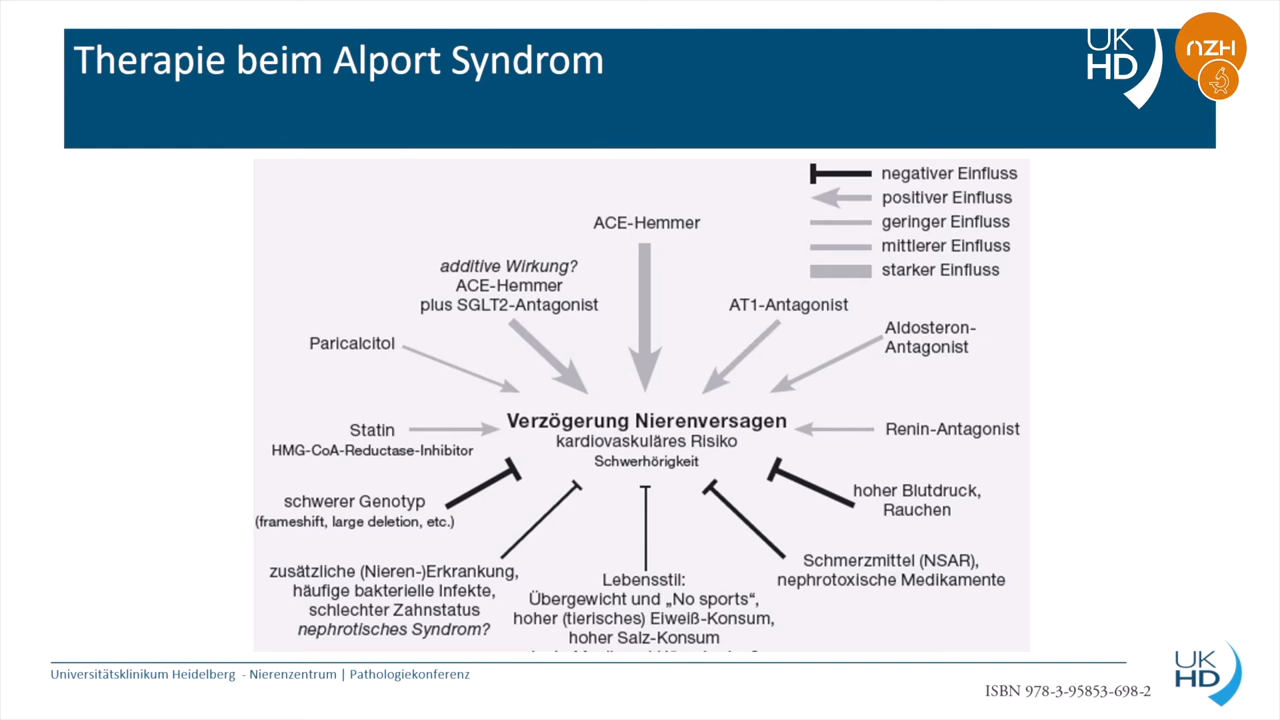 Therapie beim Alport Syndrom
UK
HD
nZH
negativer Einfluss
positiver Einfluss
geringer Einfluss
mittlerer Einfluss
starker Einfluss
ACE-Hemmer
additive Wirkung?
ACE-Hemmer
plus SGLT2-Antagonist
AT1-Antagonist
Aldosteron-
Antagonist
Paricalcitol
Verzögerung Nierenversagen
kardiovaskuläres Risiko
Schwerhörigkeit
Statin
HMG-CoA-Reductase-Inhibitor
Renin-Antagonist
schwerer Genotyp
(frameshift, large deletion, etc.)
hoher Blutdruck,
Rauchen
zusätzliche (Nieren-)Erkrankung,
häufige bakterielle Infekte,
schlechter Zahnstatus
nephrotisches Syndrom?
Lebensstil:
Übergewicht und „No sports“,
hoher (tierisches) Eiweiß-Konsum,
hoher Salz-Konsum
Schmerzmittel (NSAR),
nephrotoxische Medikamente
Universitätsklinikum Heidelberg - Nierenzentrum | Pathologiekonferenz
ISBN 978-3-95853-698-2
UK
HD